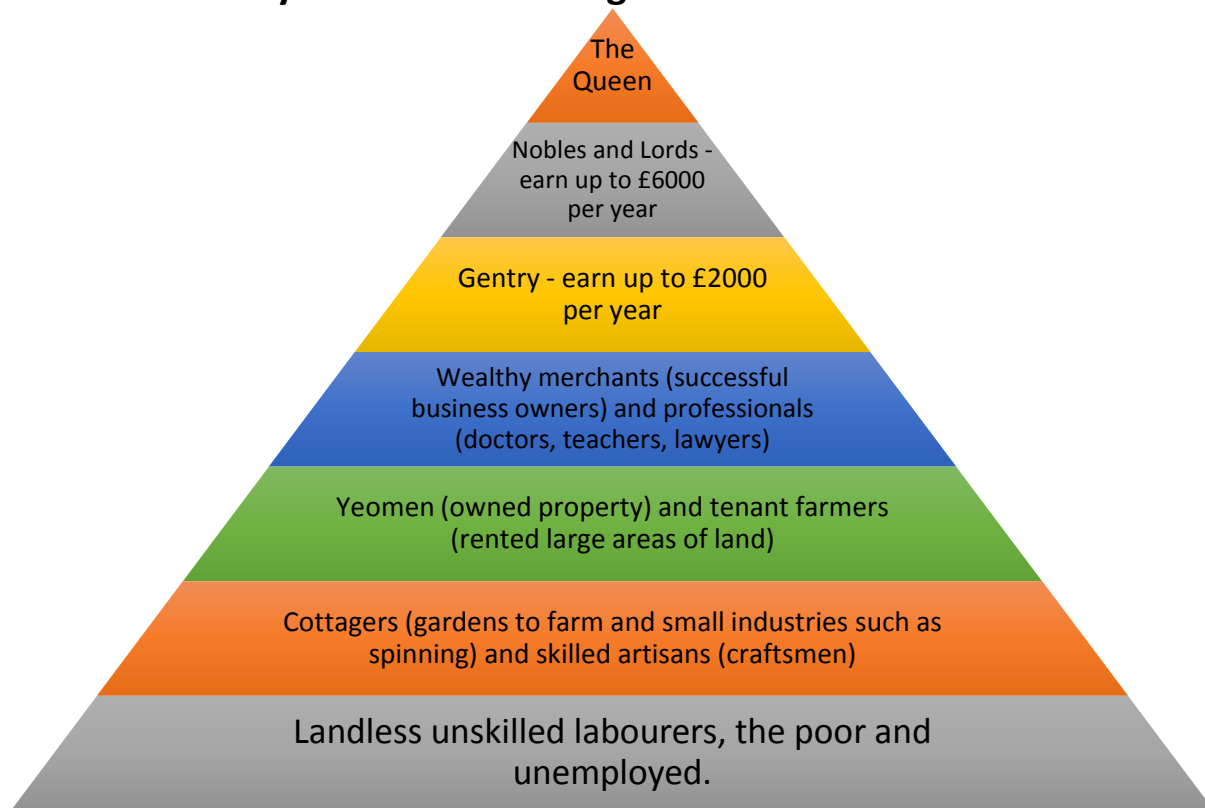 The
Queen
Nobles and Lords -
earn up to £6000
per year
Gentry - earn up to £2000
per year
Wealthy merchants (successful
business owners) and professionals
(doctors, teachers, lawyers)
Yeomen (owned property) and tenant farmers
(rented large areas of land)
Cottagers (gardens to farm and small industries such as
spinning) and skilled artisans (craftsmen)
Landless unskilled labourers, the poor and
unemployed.